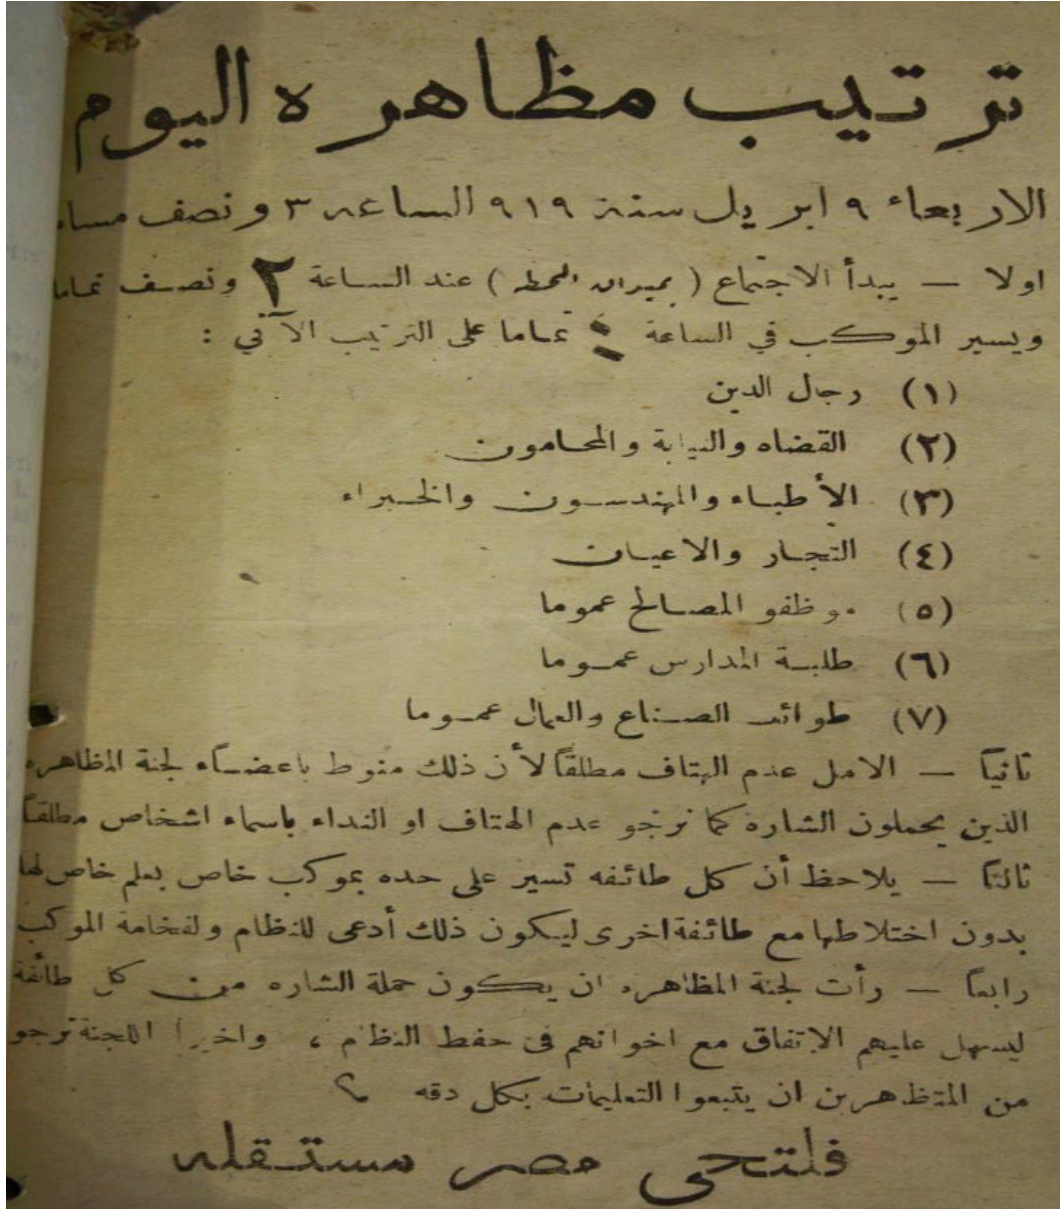 ترتيب مظاهره اليوم
الاربعاء ٩ ابريل سنة ٩١٩ الساعه ٣ ونصف مساء
اولا — يبدأ الاجتماع ( بميدان المحطه ) عند الساعة ٢ ونصف تماما
ويسير الموكب في الساعة تماما على الترتيب الآتي :
(١) رجال الدين
(٢) القضاه والنيابة والمحامون
(٣) الأطباء والمهندسون والخبراء
(٤) التجار والاعيان
(٥) موظفو المصالح عموما
(٦) طلبة المدارس عموما
(٧) طوائف الصناع والعمال عموما
ثانياً — الامل عدم الهتاف مطلقاً لأن ذلك منوط باعضاء لجنة المظاهره
الذين يحملون الشاره كما نرجو عدم الهتاف او النداء باسماء اشخاص مطلقاً
ثالثاً — يلاحظ أن كل طائفه تسير على حده بموكب خاص بعلم خاص لها
بدون اختلاطها مع طائفة اخرى ليكون ذلك أدعى للنظام ولفخامة الموكب
رابعاً — رأت لجنة المظاهره ان يكون حملة الشاره من كل طائفة
ليسهل عليهم الاتفاق مع اخوانهم فى حفظ النظام ، واخيراً اللجنة ترجو
من المتظاهرين ان يتبعوا التعليمات بكل دقه
فلتحى مصر مستقله